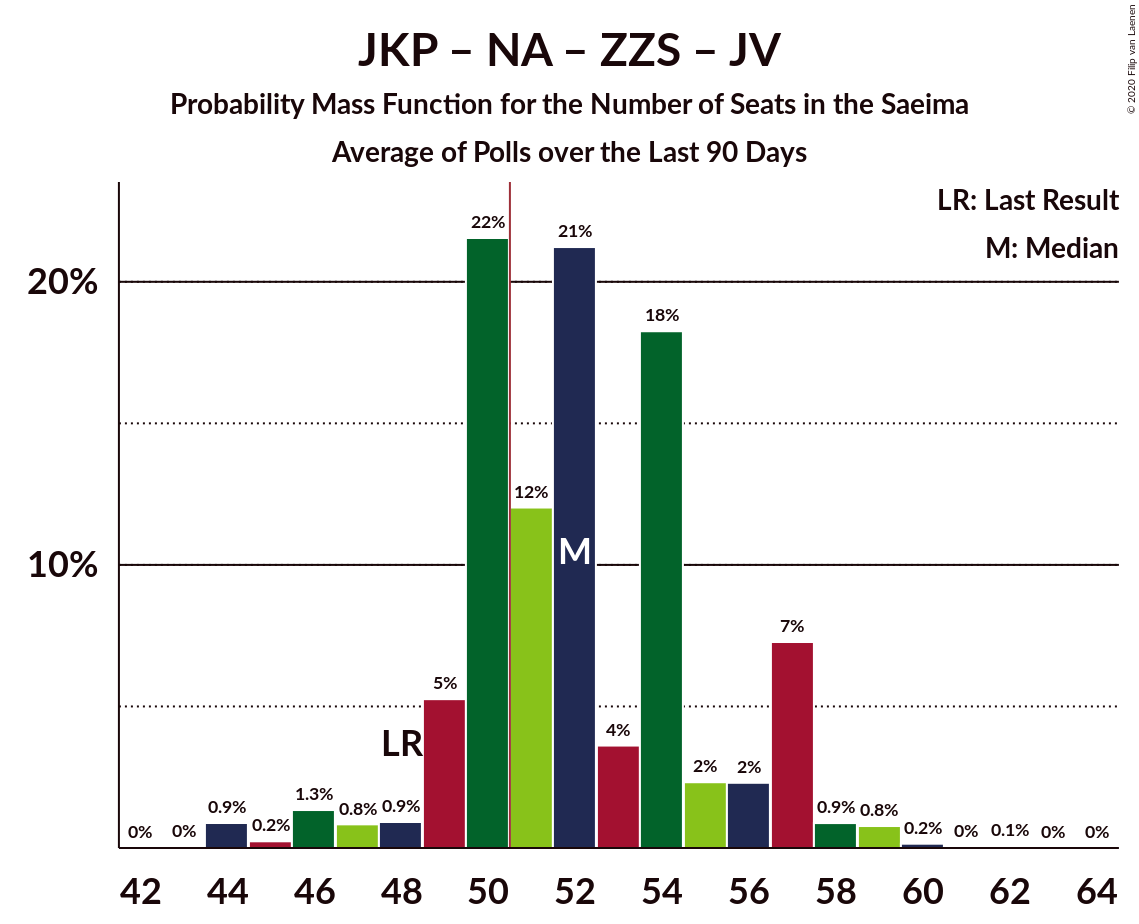 JKP – NA – ZZS – JV
Probability Mass Function for the Number of Seats in the Saeima
Average of Polls over the Last 90 Days
© 2020 Filip van Laenen
LR: Last Result
M: Median
20%
10%
0%
0%
0.9%
0.2%
1.3%
0.8%
0.9%
5%
22%
12%
21%
4%
18%
2%
2%
7%
0.9%
0.8%
0.2%
0%
0.1%
0%
0%
LR
M
42 44 46 48 50 52 54 56 58 60 62 64